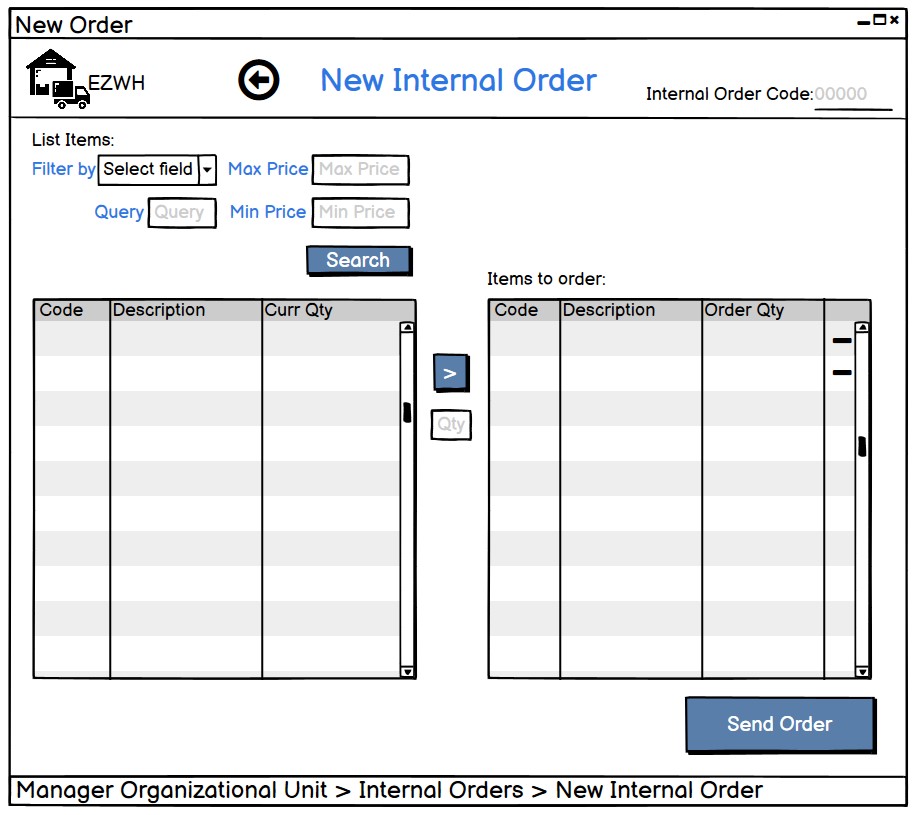 New Order
EZWH
New Internal Order
Internal Order Code: 00000
List Items:
Filter by Select field Max Price Max Price
Query Query Min Price Min Price
Search
Items to order:
Code Description Curr Qty
Code Description Order Qty
>
Qty
Send Order
Manager Organizational Unit > Internal Orders > New Internal Order